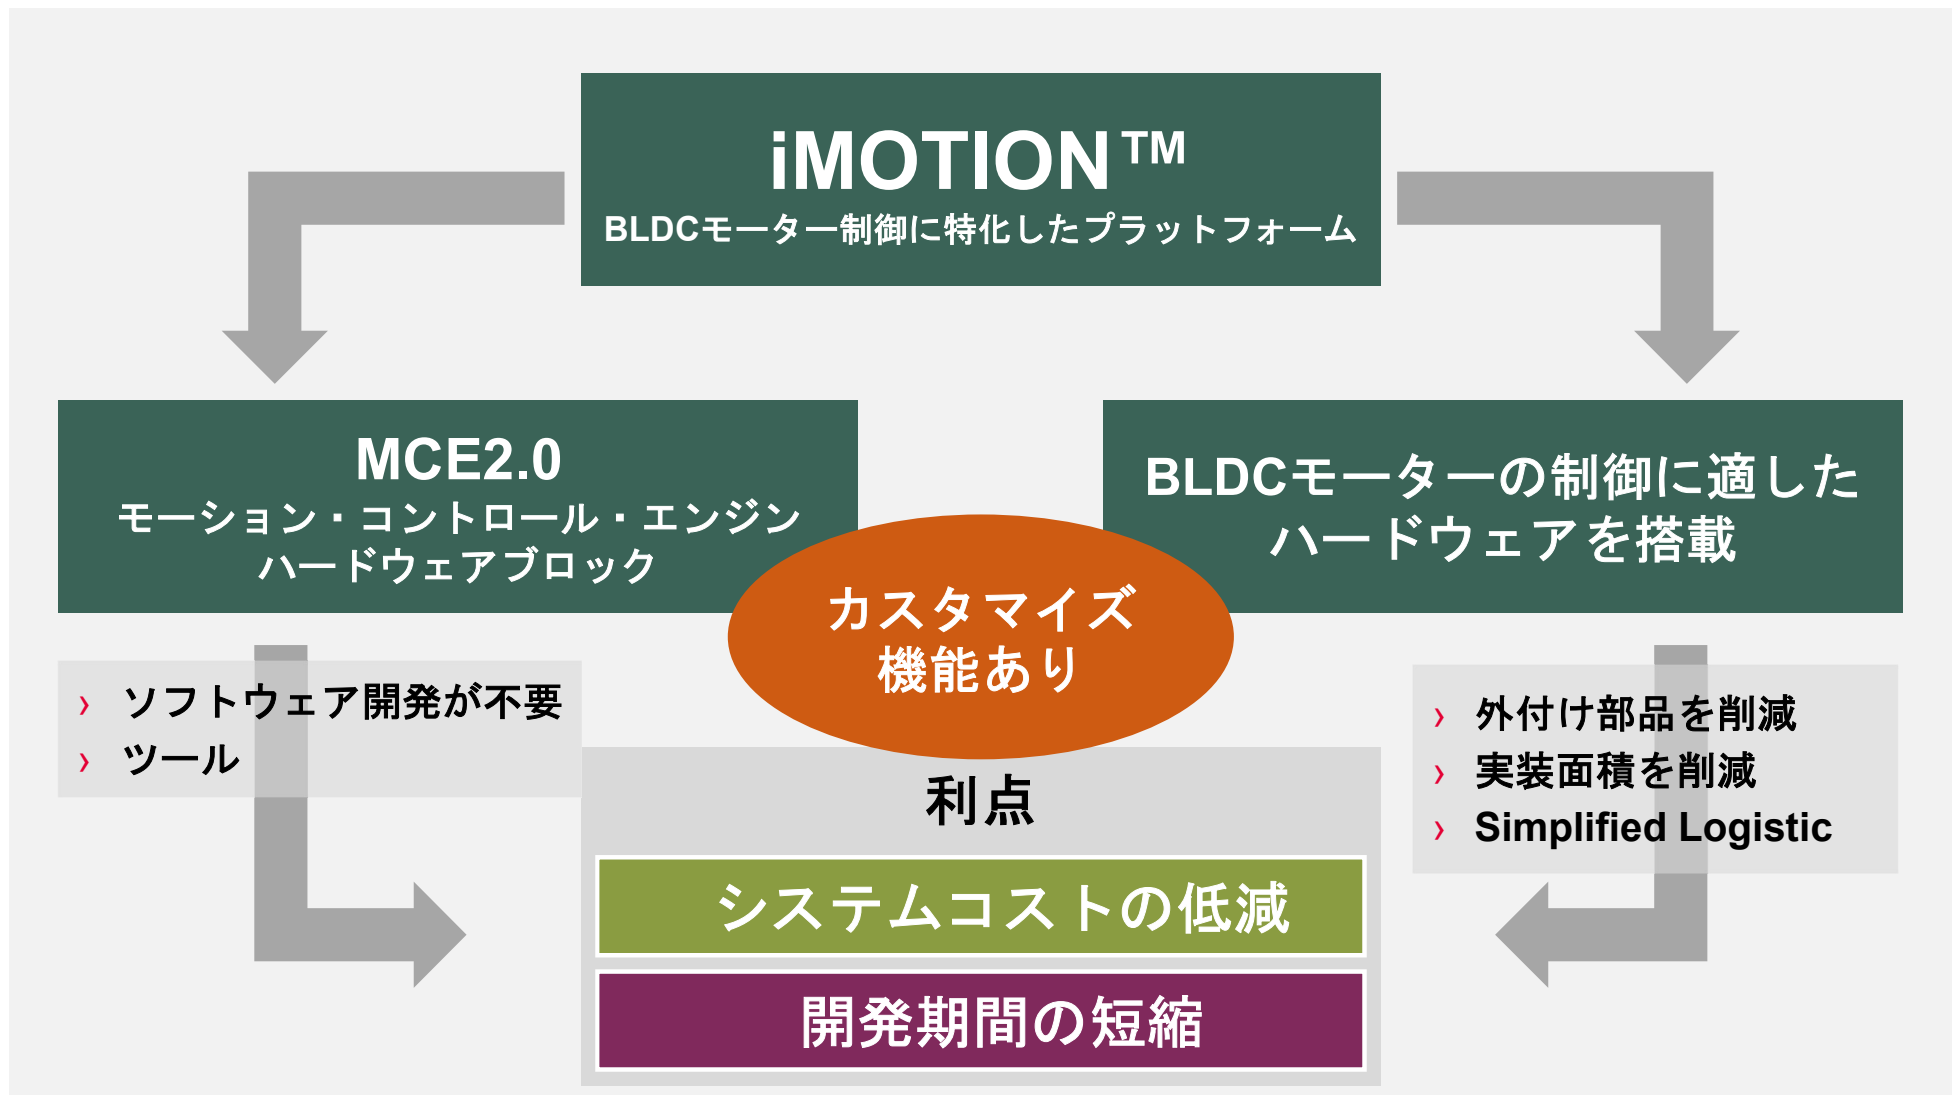 iMOTION™
BLDCモーター制御に特化したプラットフォーム
MCE2.0
モーション・コントロール・エンジン
ハードウェアブロック
BLDCモーターの制御に適した
ハードウェアを搭載
カスタマイズ
機能あり
› ソフトウェア開発が不要
› ツール
› 外付け部品を削減
› 実装面積を削減
› Simplified Logistic
利点
システムコストの低減
開発期間の短縮